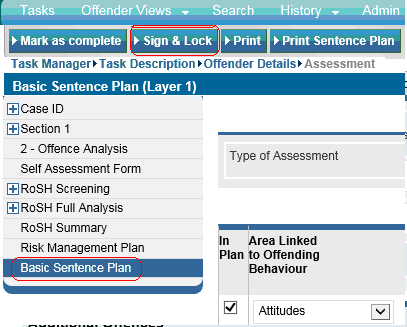 Tasks Offender Views Search History Admin
Mark as complete Sign & Lock Print Print Sentence Plan
Task Manager Task Description Offender Details Assessment
Basic Sentence Plan (Layer 1)
Case ID
Section 1
2 - Offence Analysis
Self Assessment Form
RoSH Screening
RoSH Full Analysis
RoSH Summary
Risk Management Plan
Basic Sentence Plan
Type of Assessment
In Plan
Area Linked
to Offending
Behaviour
Attitudes
Additional Offences